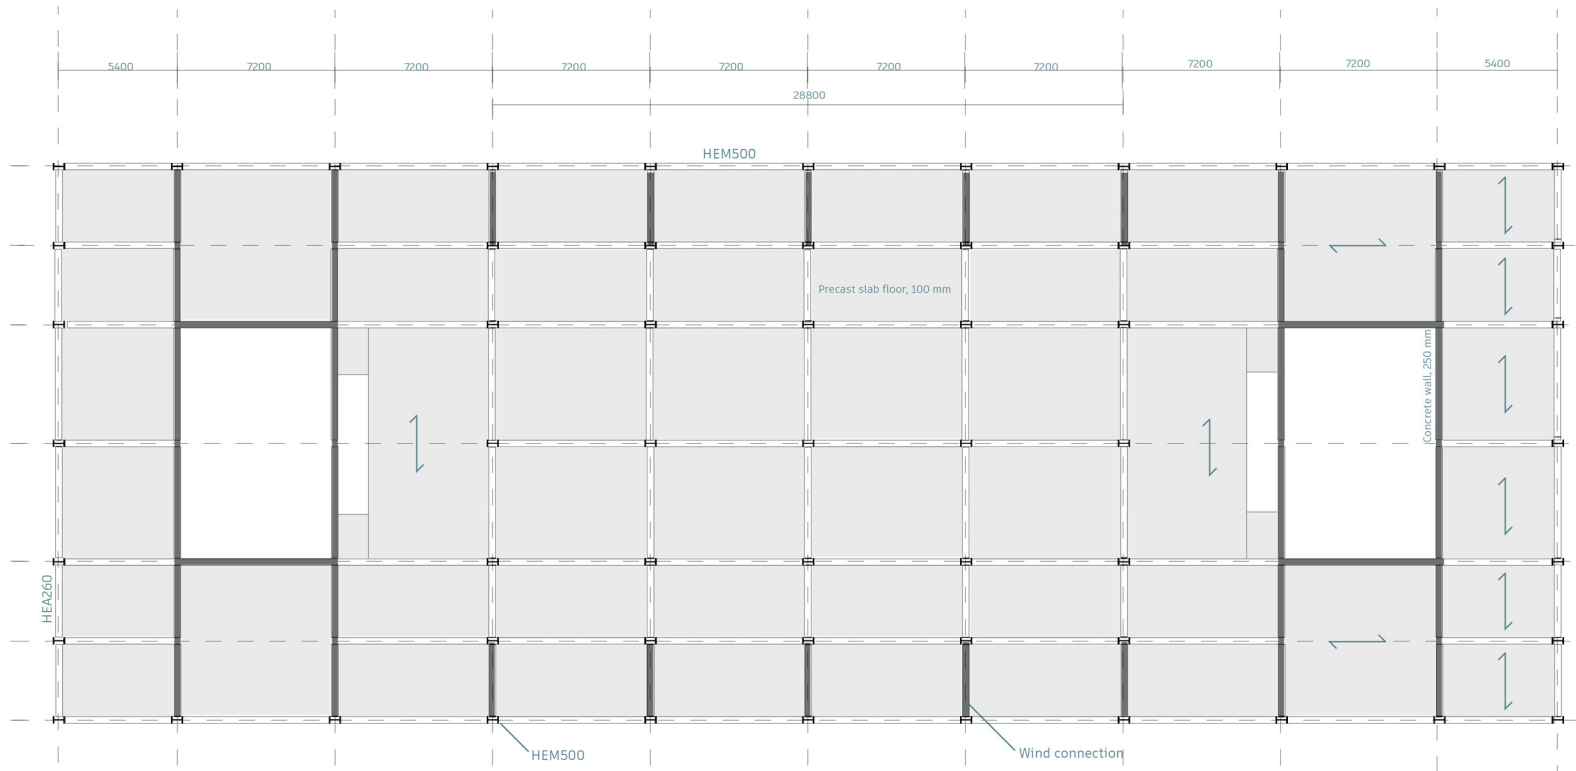 5400 7200 7200 7200 7200 7200 7200 7200 7200 5400
28800
HEM500
Precast slab floor, 100 mm
Concrete wall, 250 mm
HEA260
HEM500
Wind connection